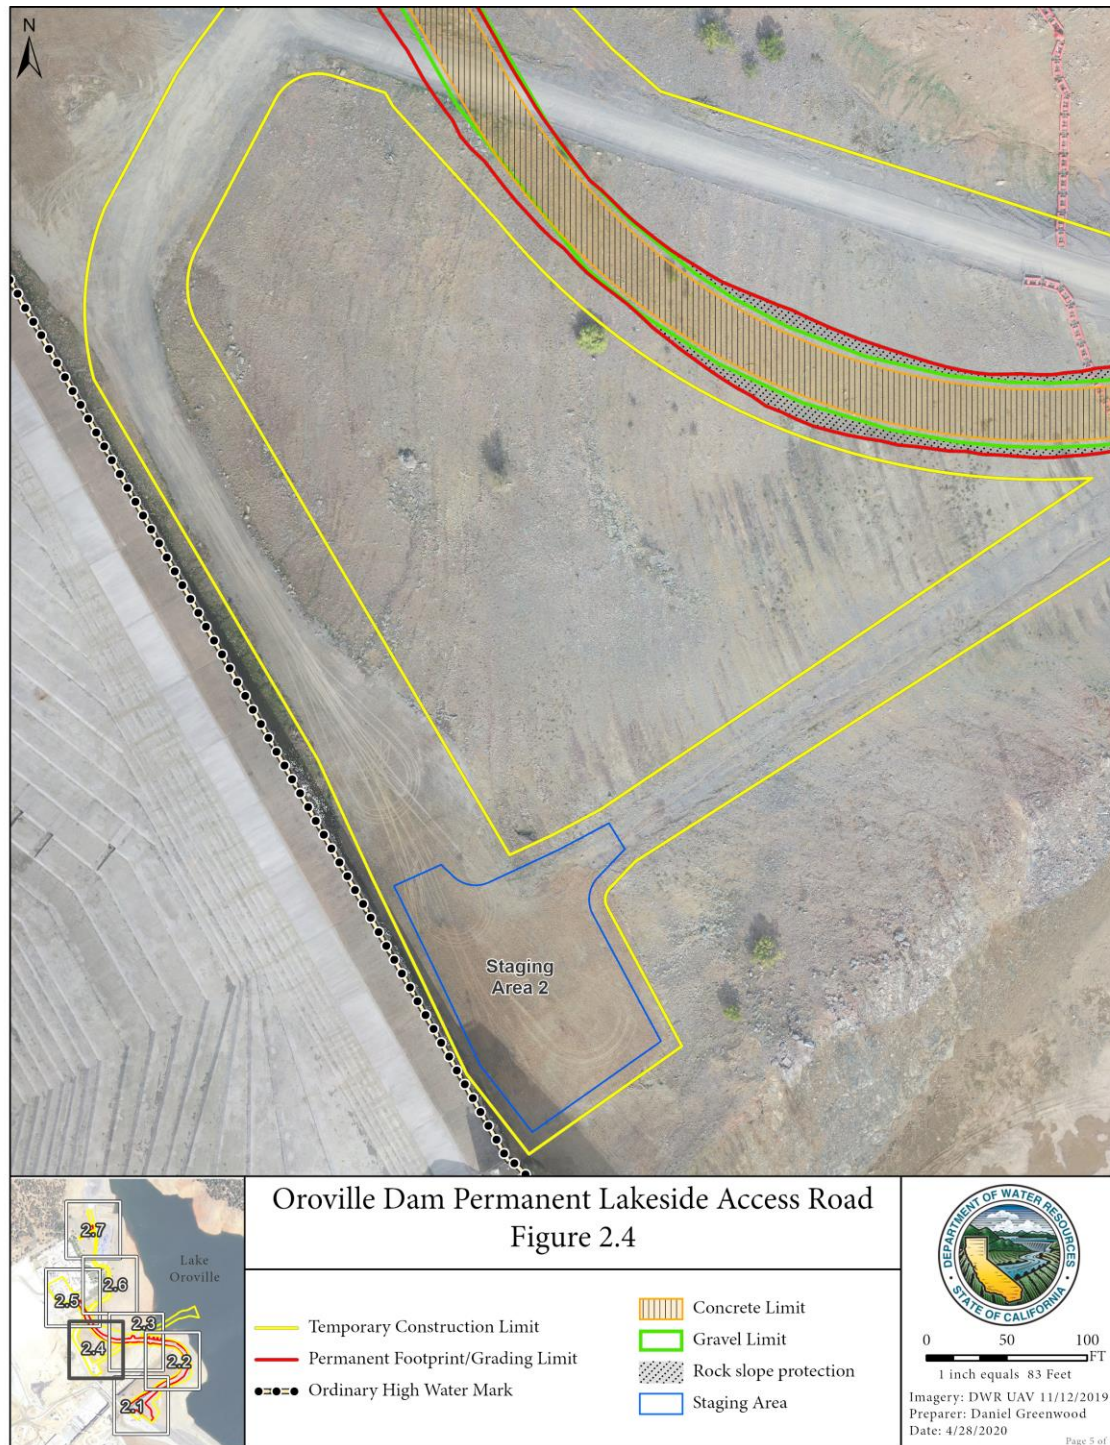 N
Staging
Area 2
2.7
Lake
Oroville
2.6
2.5
2.3
2.4
2.2
2.1
Oroville Dam Permanent Lakeside Access Road
Figure 2.4
Temporary Construction Limit
Permanent Footprint/Grading Limit
Ordinary High Water Mark
Concrete Limit
Gravel Limit
Rock slope protection
Staging Area
DEPARTMENT OF WATER RESOURCES
STATE OF CALIFORNIA
0 50 100
FT
1 inch equals 83 Feet
Imagery: DWR UAV 11/12/2019
Preparer: Daniel Greenwood
Date: 4/28/2020
Page 5 of